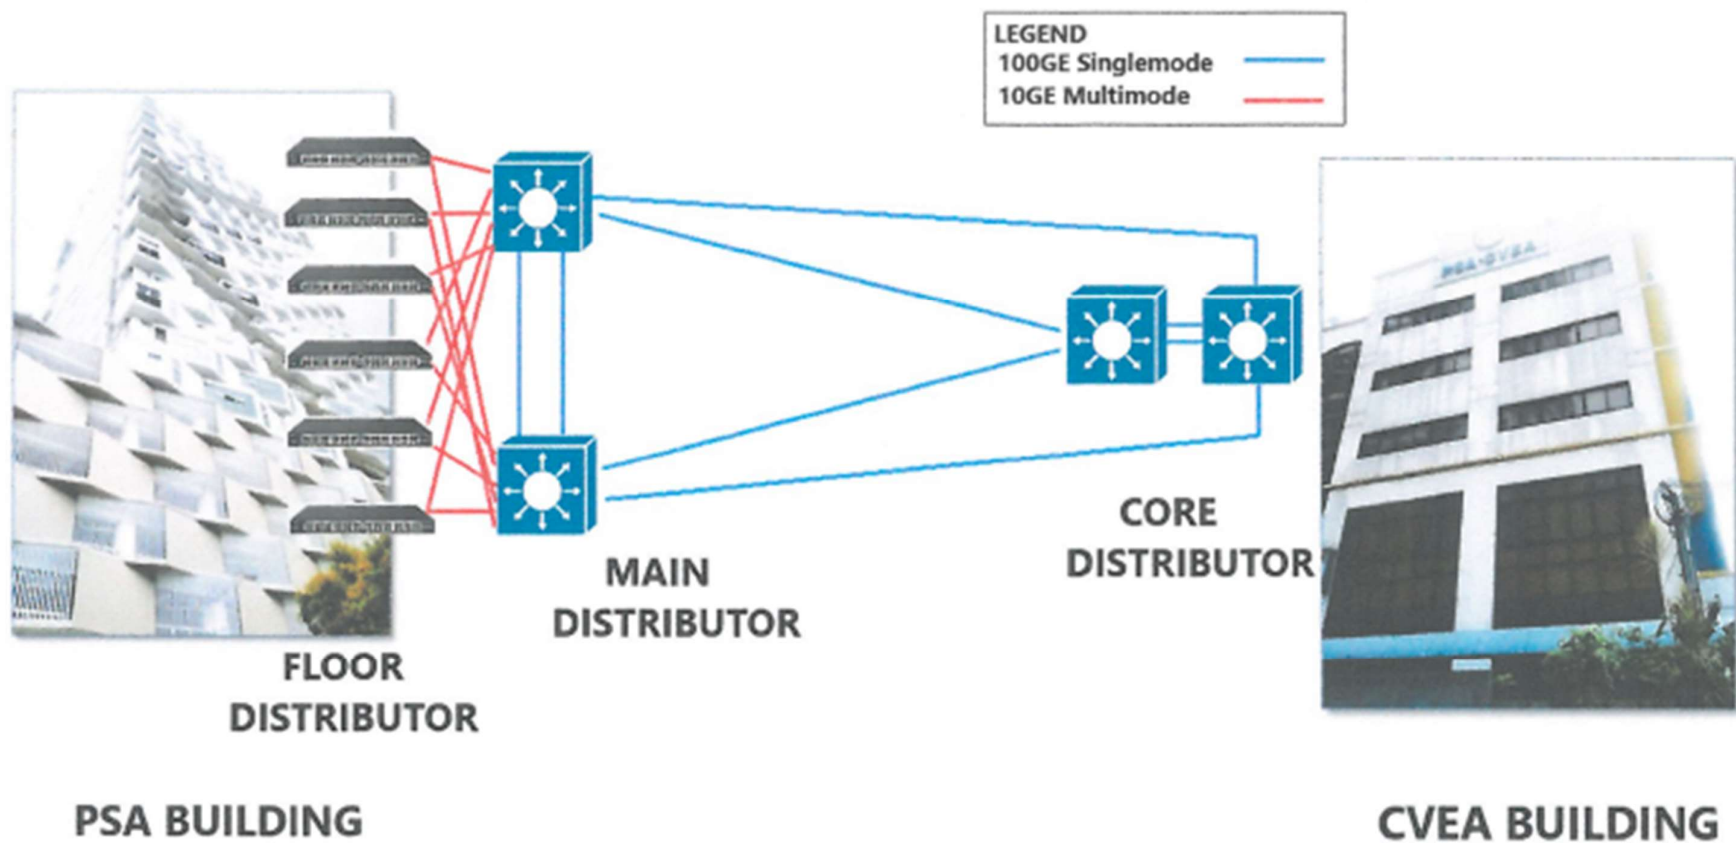 LEGEND
100GE Singlemode
10GE Multimode
CORE
DISTRIBUTOR
MAIN
DISTRIBUTOR
FLOOR
DISTRIBUTOR
PSA BUILDING
CVEA BUILDING